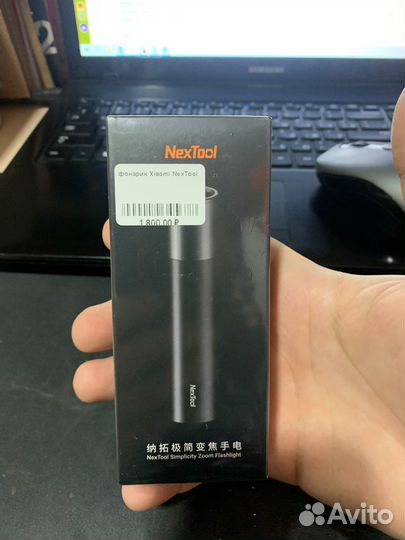 SAMSUNG
NexTool
фонарик Xiaomi NexTool
1 800.00 ₽
NexTool
纳拓极简变焦手电
NexTool Simplicity Zoom Flashlight
Avito